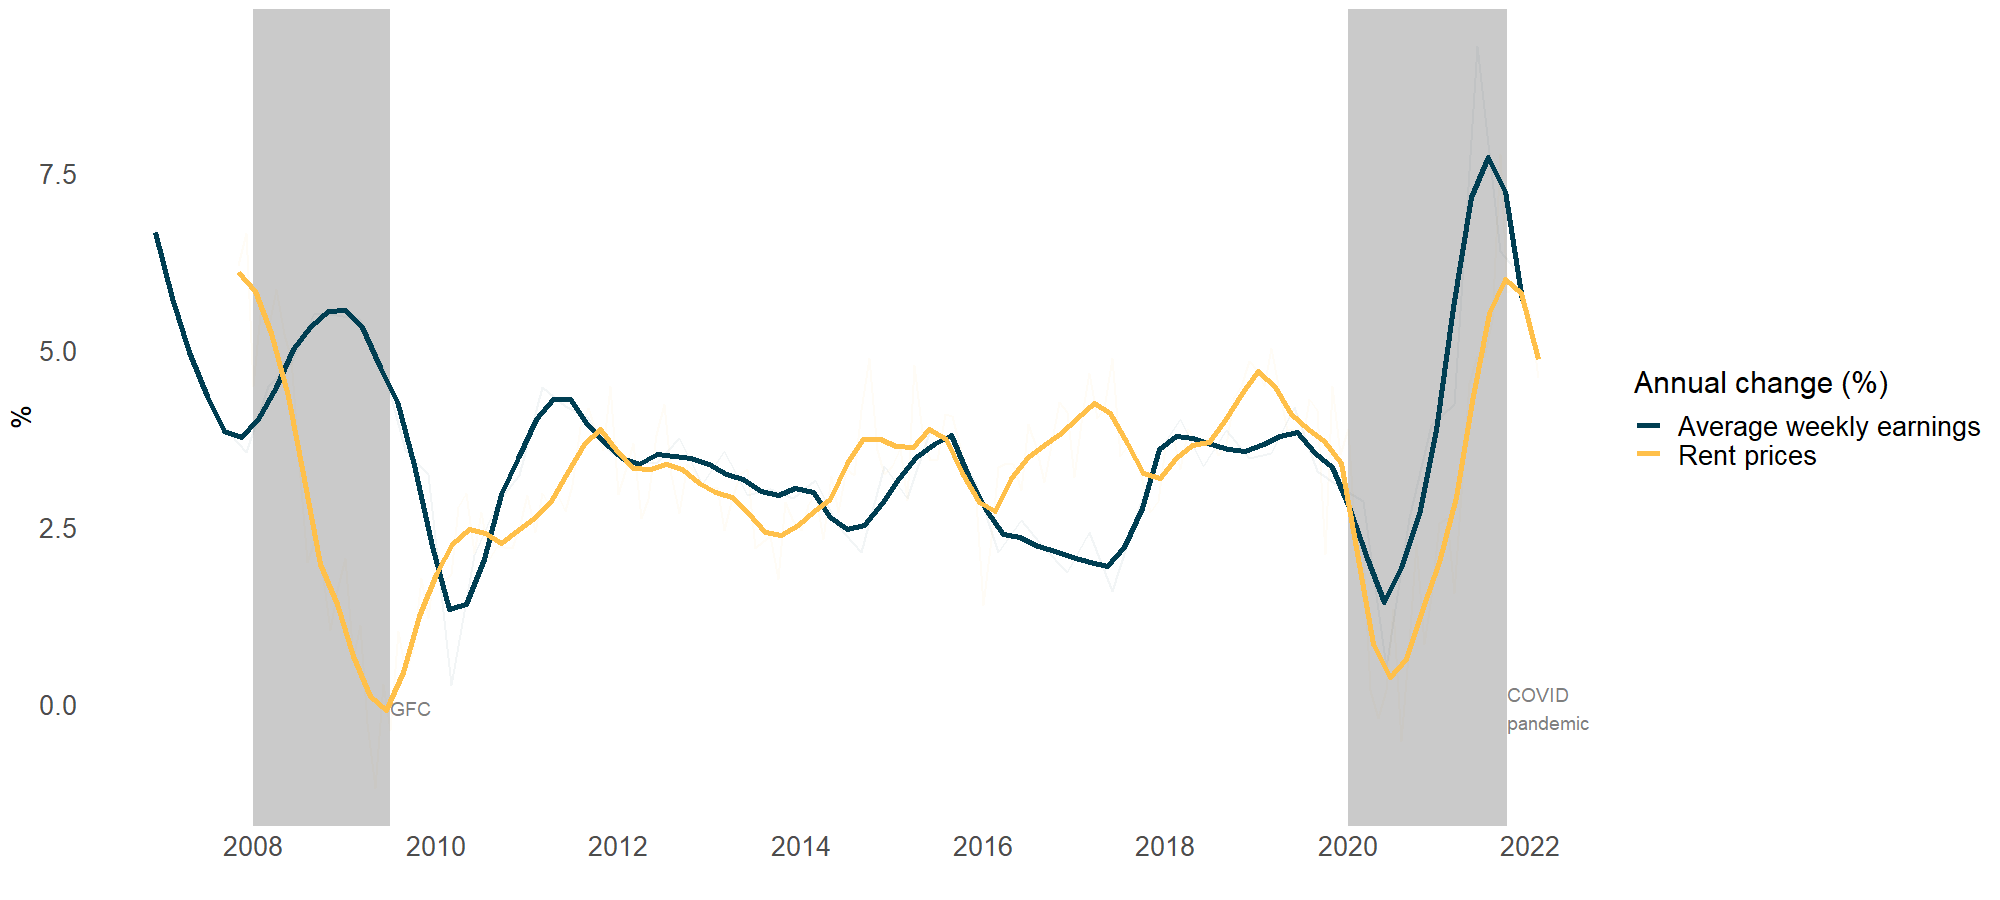 7.5
5.0
2.5
0.0
%
2008
2010
2012
2014
2016
2018
2020
2022
GFC
COVID
pandemic
Annual change (%)
Average weekly earnings
Rent prices